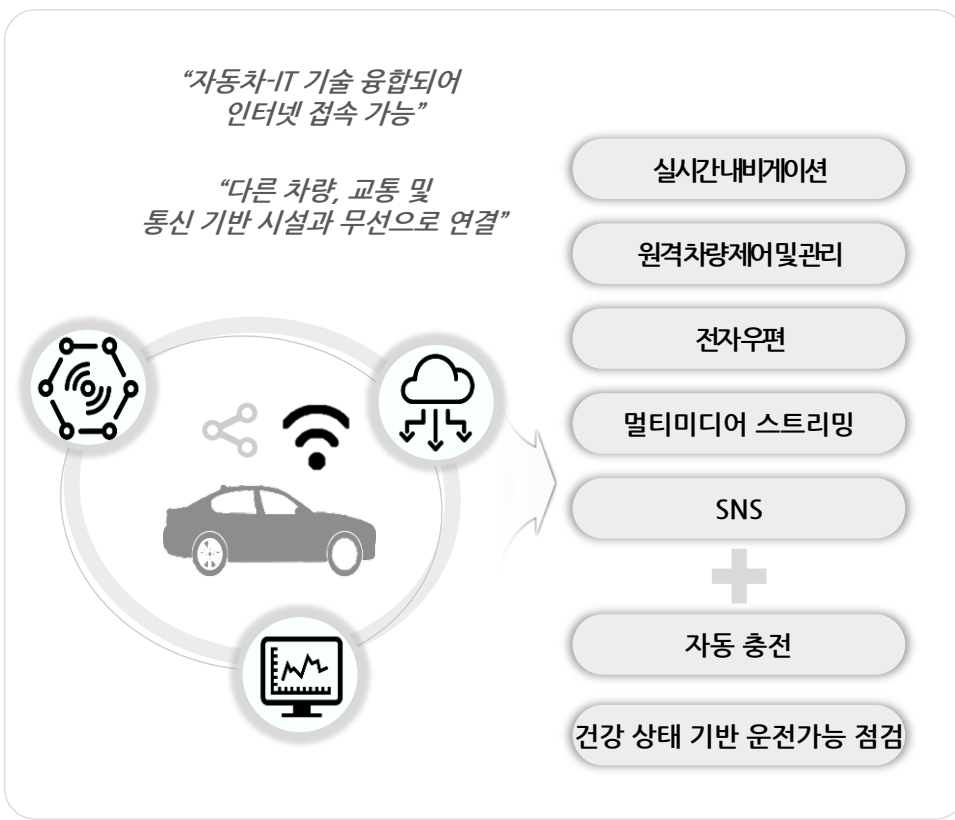 “자동차-IT 기술 융합되어
인터넷 접속 가능”
“다른 차량, 교통 및
통신 기반 시설과 무선으로 연결”
실시간 내비게이션
원격 차량 제어 및 관리
전자우편
멀티미디어 스트리밍
SNS
자동 충전
건강 상태 기반 운전가능 점검